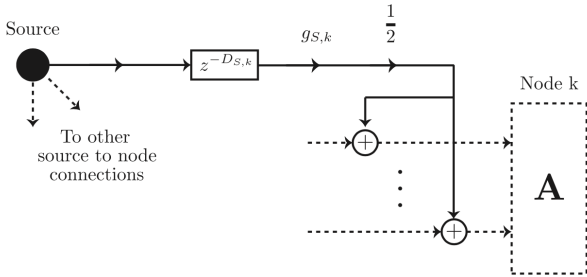 Source
z^{-D_{S,k}}
g_{S,k}
1/2
Node k
To other
source to node
connections
+
A
+